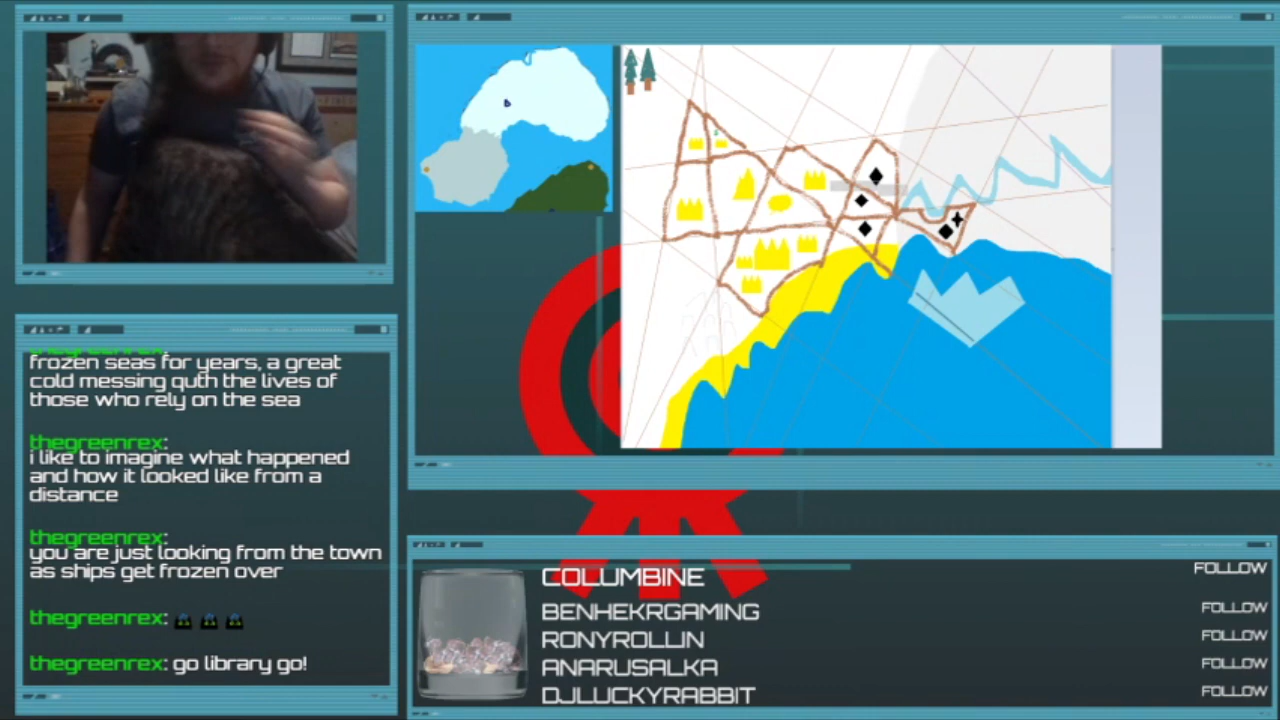 thegreenrex:
frozen seas for years, a great
cold messing quth the lives of
those who rely on the sea
thegreenrex:
i like to imagine what happened
and how it looked like from a
distance
thegreenrex:
you are just looking from the town
as ships get frozen over
thegreenrex:
thegreenrex: go library go!
COLUMBINE FOLLOW
BENHEKRGAMING FOLLOW
RONYROLLIN FOLLOW
ANARUSALKA FOLLOW
DJLUCKYRABBIT FOLLOW